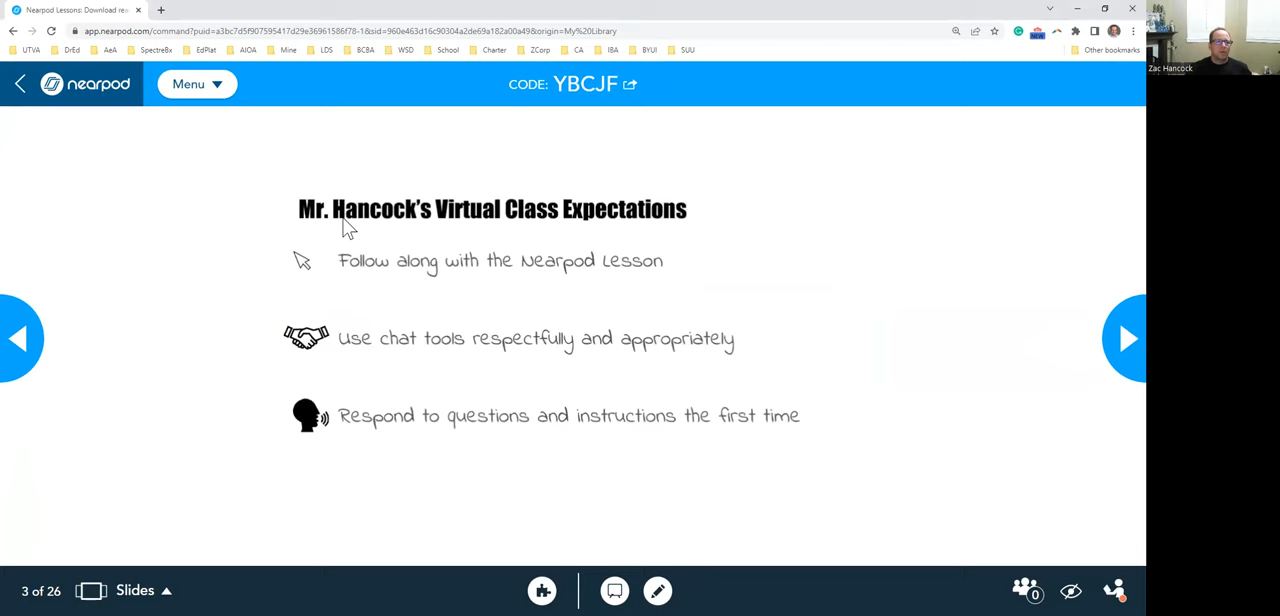 Nearpod Lessons: Download rea
app.nearpod.com/command?puid=a3bc7d5f907595417d29e36961586f78-1&sid=960e463d16c90304a2de69a182a00a49&origin=My%20Library
NEW
UTVA DrEd AeA SpectreBx EdPlat AIOA Mine LDS BCBA WSD School Charter ZCorp CA IBA BYUI SUU Other bookmarks
Zac Hancock
nearpod Menu CODE: YBCJF
Mr. Hancock's Virtual Class Expectations
Follow along with the Nearpod Lesson
Use chat tools respectfully and appropriately
Respond to questions and instructions the first time
3 of 26 Slides 0